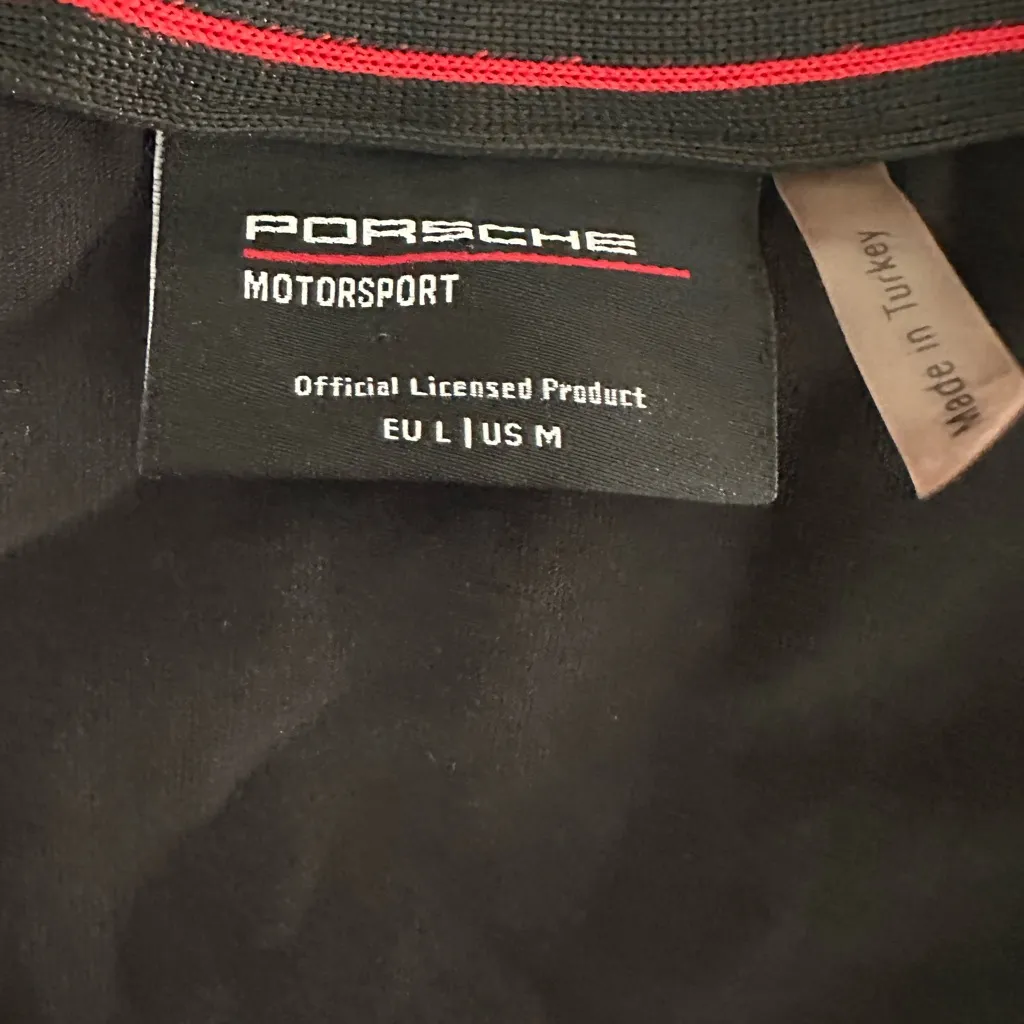 PORSCHE
MOTORSPORT
Official Licensed Product
EU L | US M
Made in Turkey